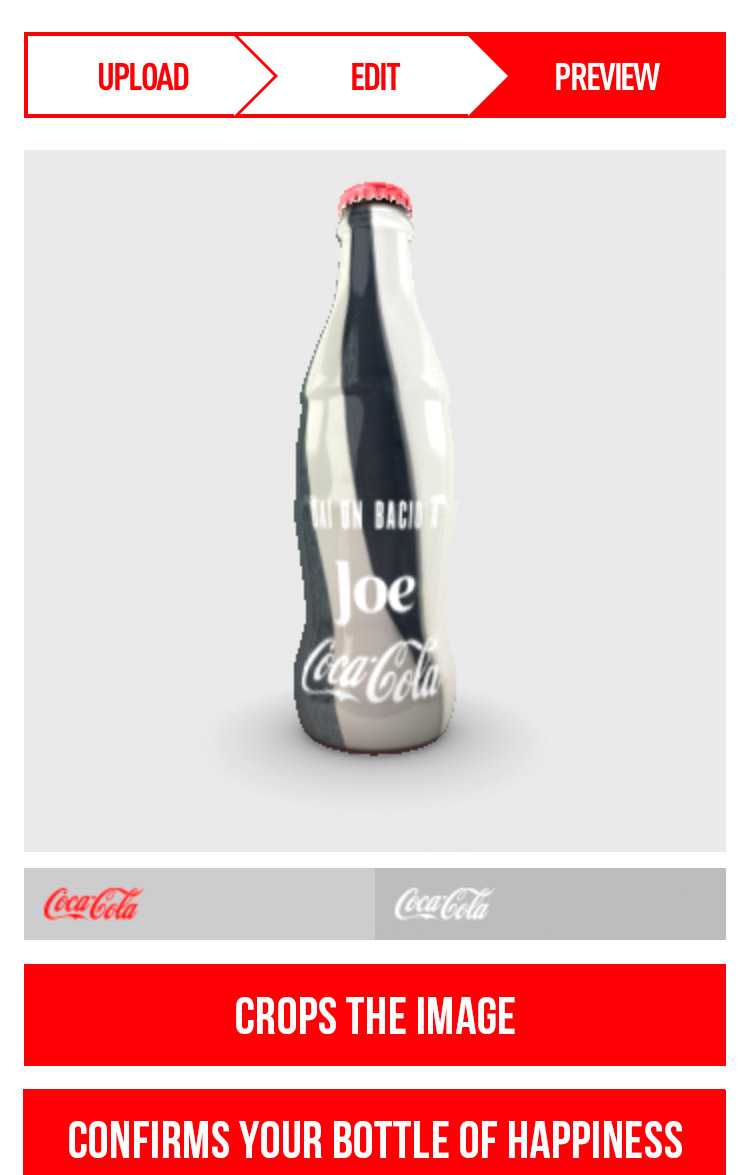 UPLOAD
EDIT
PREVIEW
DAI UN BACIO A
Joe
Coca-Cola
Coca-Cola
Coca-Cola
CROPS THE IMAGE
CONFIRMS YOUR BOTTLE OF HAPPINESS